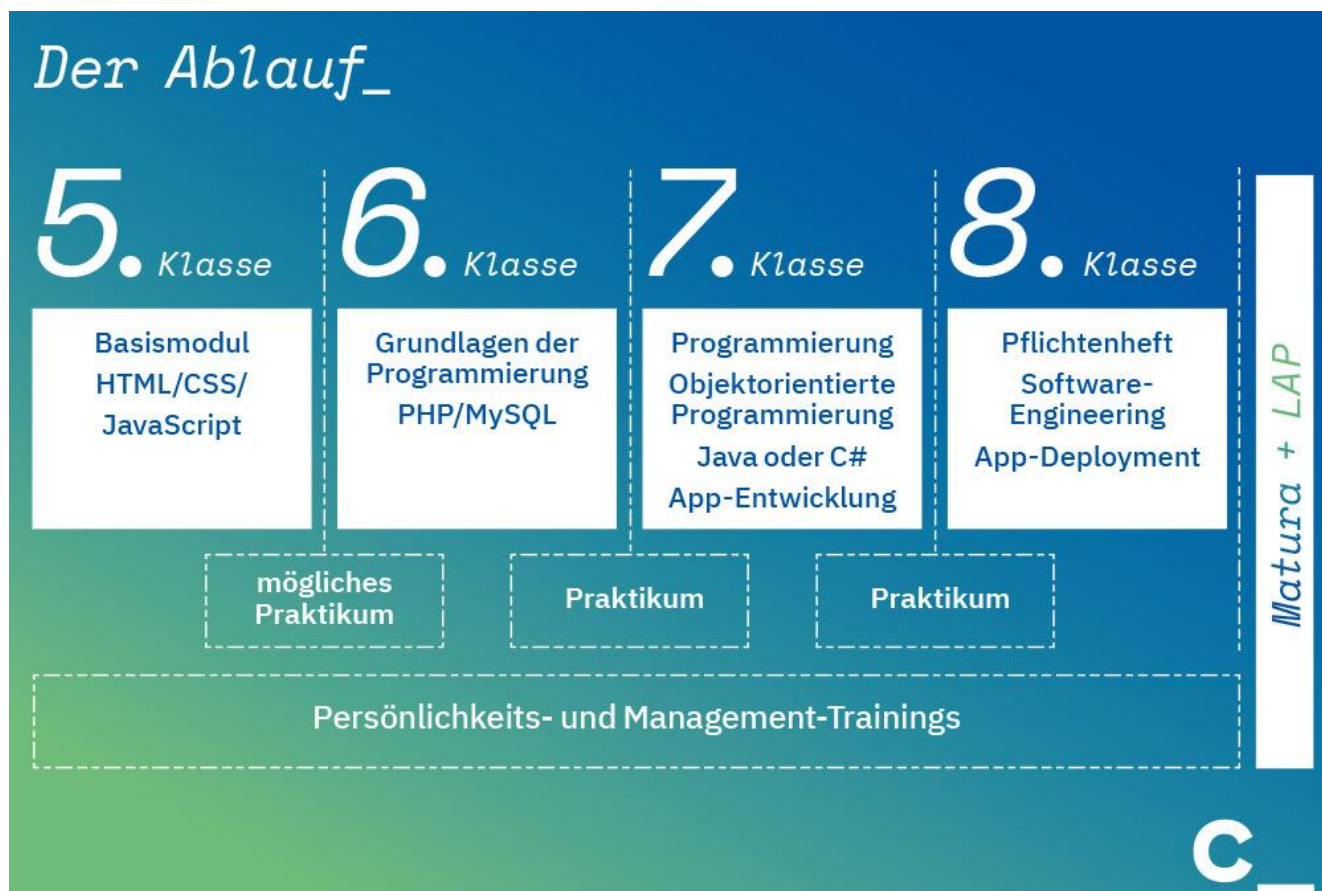 Der Ablauf_
5. Klasse
Basismodul
HTML/CSS/
JavaScript
6. Klasse
Grundlagen der
Programmierung
PHP/MySQL
7. Klasse
Programmierung
Objektorientierte
Programmierung
Java oder C#
App-Entwicklung
8. Klasse
Pflichtenheft
Software-
Engineering
App-Deployment
mögliches
Praktikum
Praktikum
Praktikum
Persönlichkeits- und Management-Trainings
Matura + LAP
c_